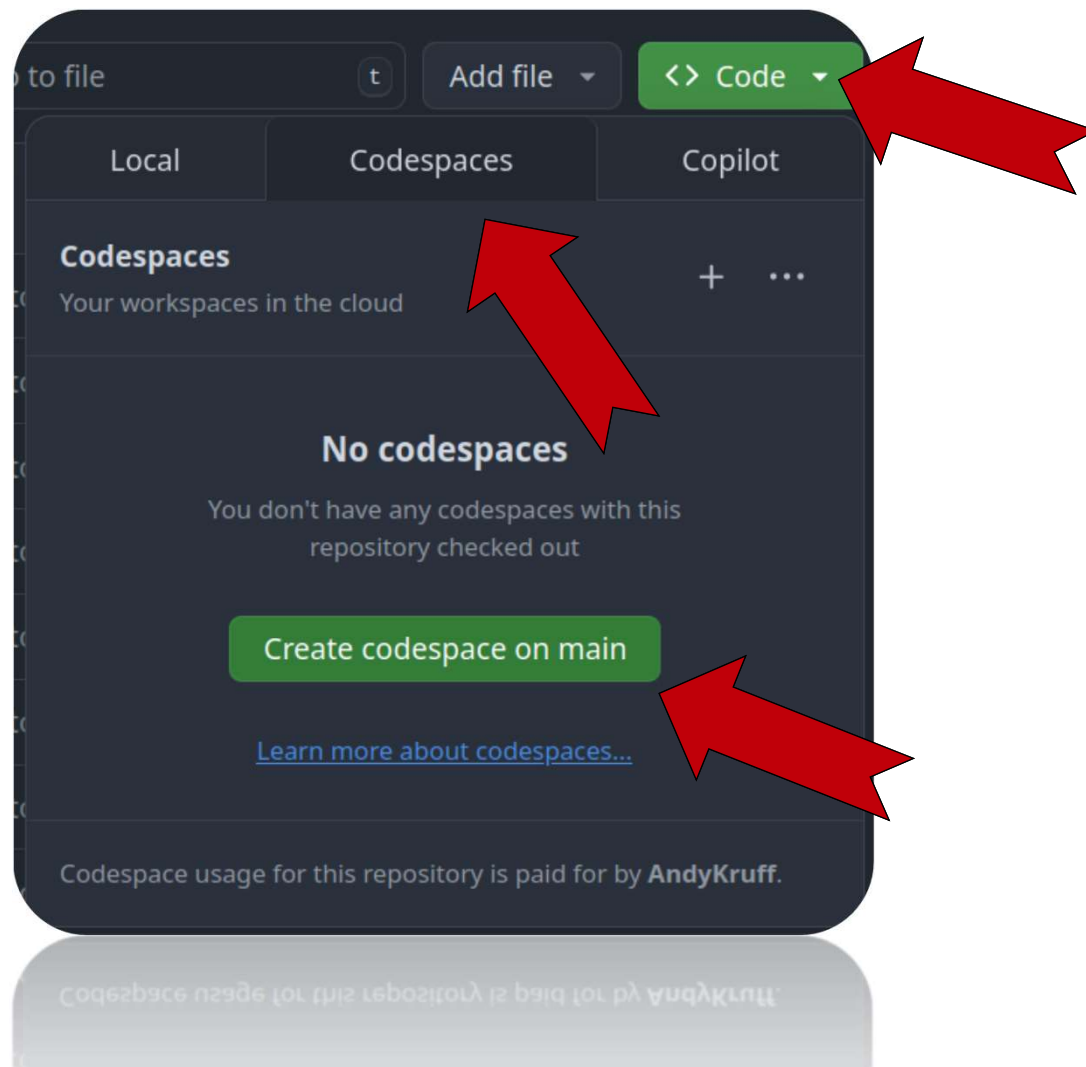 to file t Add file <> Code
Local Codespaces Copilot
Codespaces
Your workspaces in the cloud
No codespaces
You don't have any codespaces with this
repository checked out
Create codespace on main
Learn more about codespaces...
Codespace usage for this repository is paid for by AndyKruff.